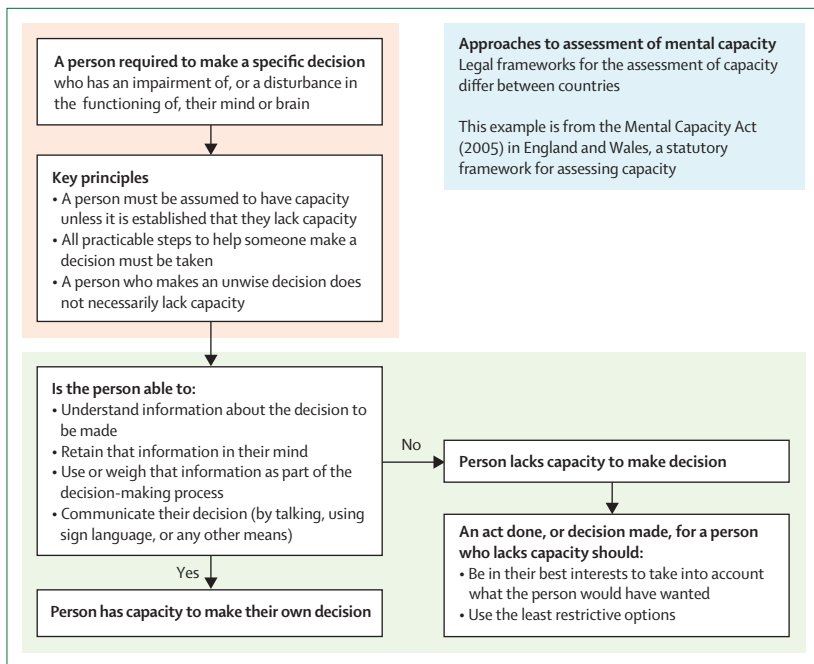 A person required to make a specific decision
who has an impairment of, or a disturbance in
the functioning of, their mind or brain
Key principles
• A person must be assumed to have capacity
unless it is established that they lack capacity
• All practicable steps to help someone make a
decision must be taken
• A person who makes an unwise decision does
not necessarily lack capacity
Approaches to assessment of mental capacity
Legal frameworks for the assessment of capacity
differ between countries
This example is from the Mental Capacity Act
(2005) in England and Wales, a statutory
framework for assessing capacity
Is the person able to:
• Understand information about the decision to
be made
• Retain that information in their mind
• Use or weigh that information as part of the
decision-making process
• Communicate their decision (by talking, using
sign language, or any other means)
Yes
Person has capacity to make their own decision
No
Person lacks capacity to make decision
An act done, or decision made, for a person
who lacks capacity should:
• Be in their best interests to take into account
what the person would have wanted
• Use the least restrictive options